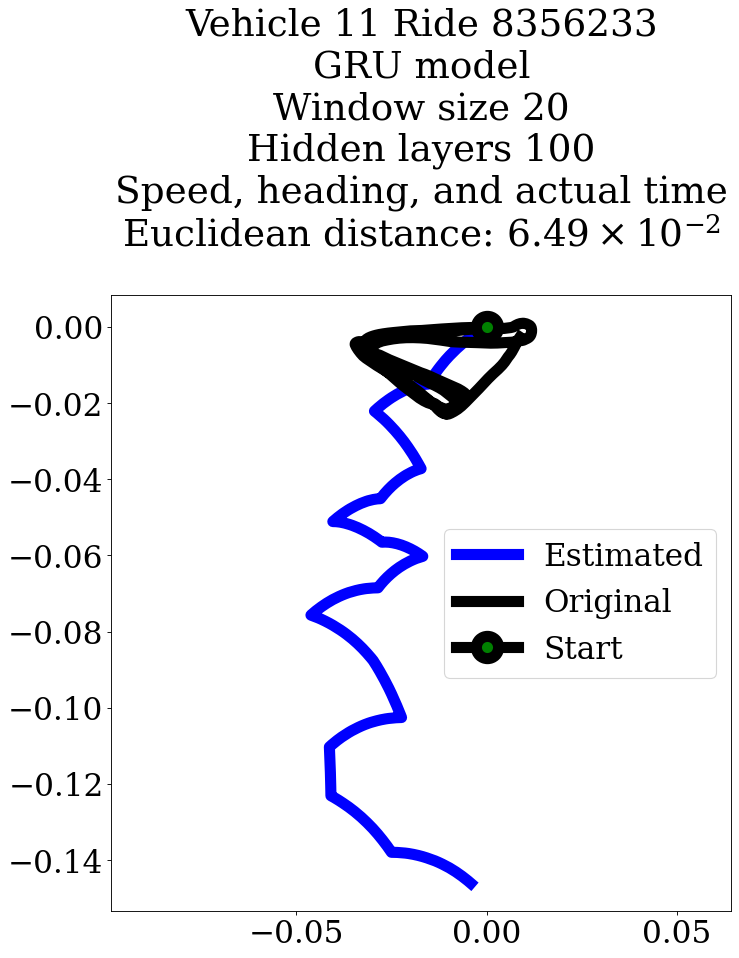 Vehicle 11 Ride 8356233
GRU model
Window size 20
Hidden layers 100
Speed, heading, and actual time
Euclidean distance: 6.49 × 10⁻²
0.00
−0.02
−0.04
−0.06
−0.08
−0.10
−0.12
−0.14
Estimated
Original
Start
−0.05 0.00 0.05